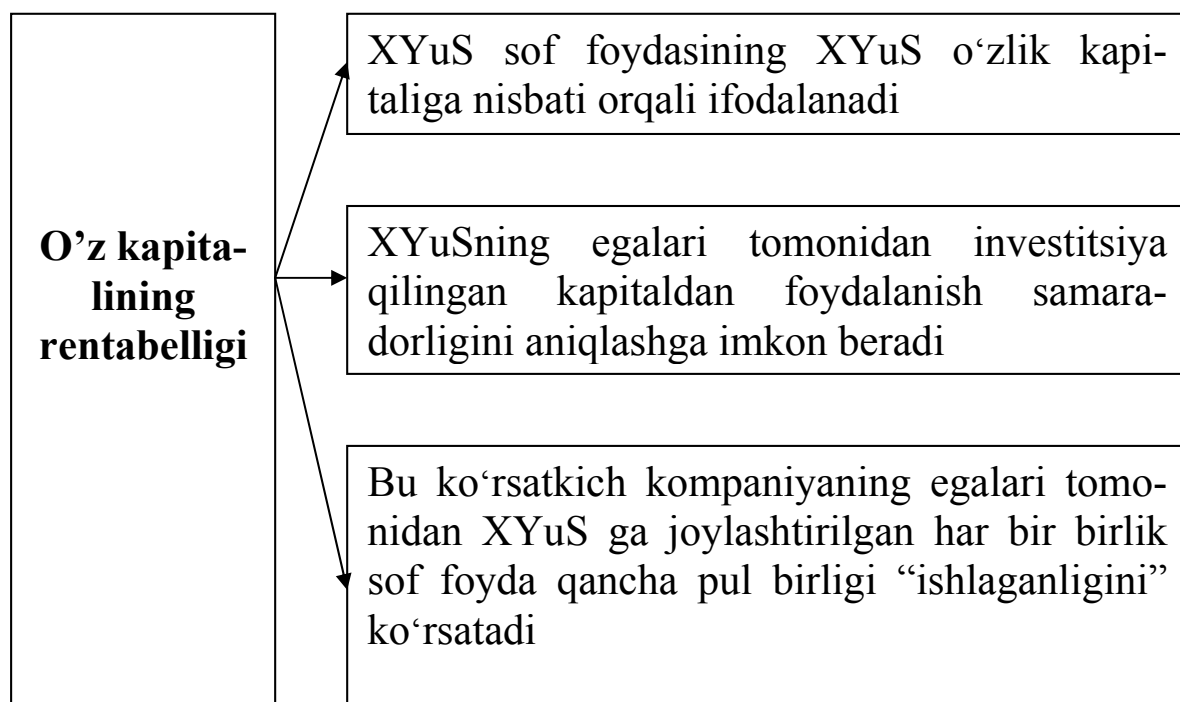 O’z kapita-
lining
rentabelligi
XYuS sof foydasining XYuS o‘zlik kapi-
taliga nisbati orqali ifodalanadi
XYuSning egalari tomonidan investitsiya
qilingan kapitaldan foydalanish samara-
dorligini aniqlashga imkon beradi
Bu ko‘rsatkich kompaniyaning egalari tomo-
nidan XYuS ga joylashtirilgan har bir birlik
sof foyda qancha pul birligi “ishlaganligini”
ko‘rsatadi